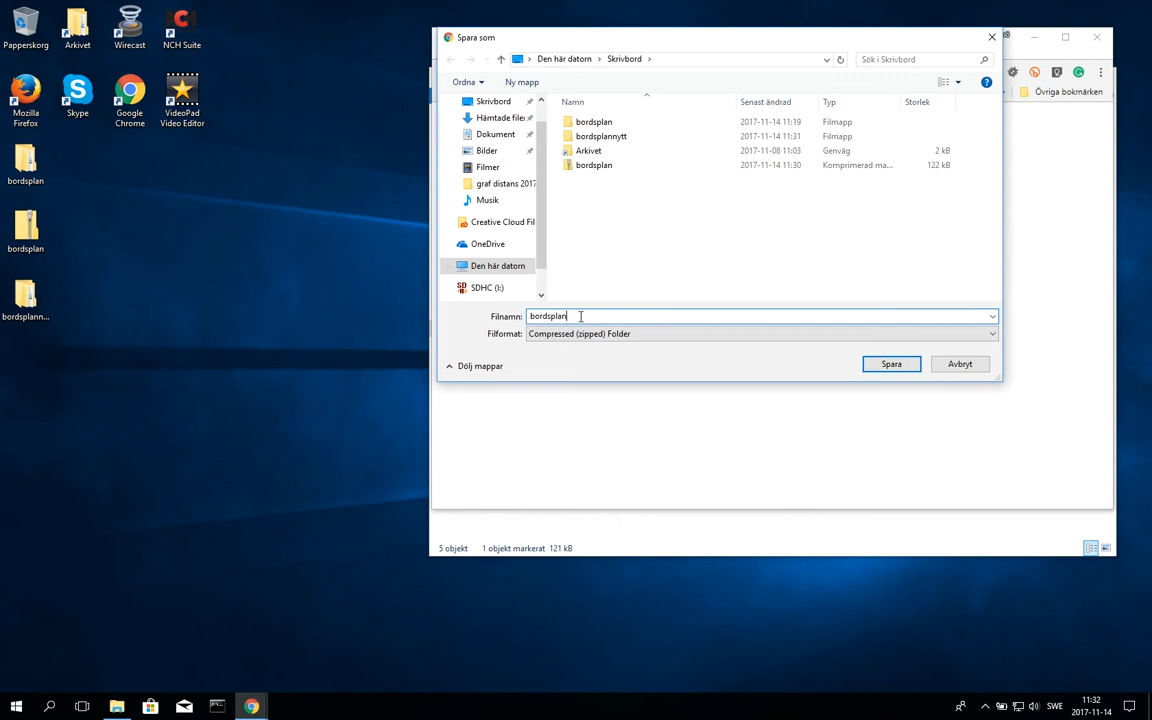 Papperskorg
Arkivet
Wirecast
NCH Suite
Mozilla Firefox
Skype
Google Chrome
VideoPad Video Editor
bordsplan
bordsplan
bordsplann...
Spara som
Den här datorn
Skrivbord
Sök i Skrivbord
Ordna
Ny mapp
Övriga bokmärken
Namn
Senast ändrad
Typ
Storlek
Skrivbord
Hämtade filer
Dokument
Bilder
Filmer
graf distans 2017
Musik
Creative Cloud Fil
OneDrive
Den här datorn
SDHC (I:)
bordsplan 2017-11-14 11:19 Filmapp
bordsplannytt 2017-11-14 11:31 Filmapp
Arkivet 2017-11-08 11:03 Genväg 2 kB
bordsplan 2017-11-14 11:30 Komprimerad ma... 122 kB
Filnamn: bordsplan
Filformat: Compressed (zipped) Folder
Dölj mappar
Spara
Avbryt
5 objekt 1 objekt markerat 121 kB
SWE
11:32
2017-11-14